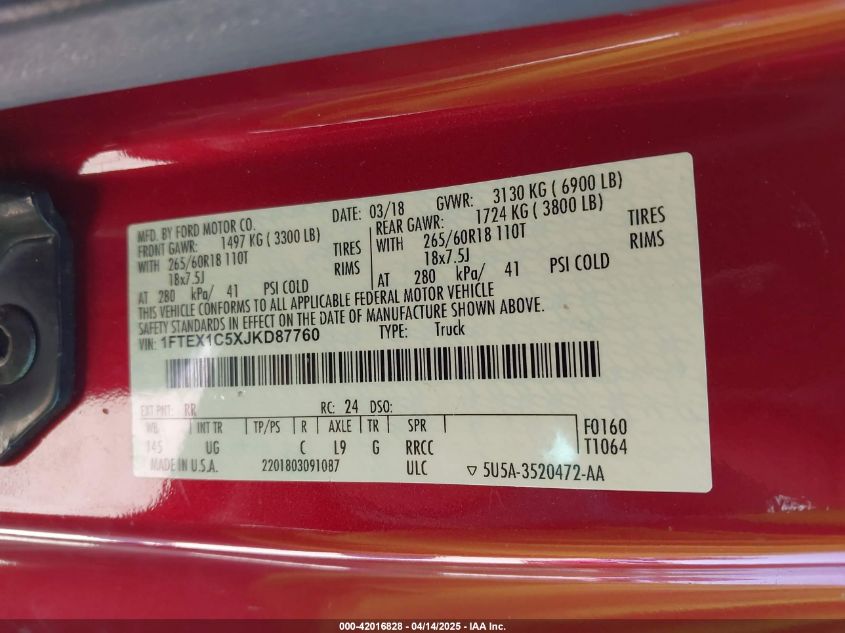 MFD. BY FORD MOTOR CO. DATE: 03/18 GVWR: 3130 KG ( 6900 LB)
FRONT GAWR: 1497 KG ( 3300 LB) REAR GAWR: 1724 KG ( 3800 LB)
WITH 265/60R18 110T TIRES WITH 265/60R18 110T TIRES
18x7.5J RIMS 18x7.5J RIMS
AT 280 kPa/ 41 PSI COLD AT 280 kPa/ 41 PSI COLD
THIS VEHICLE CONFORMS TO ALL APPLICABLE FEDERAL MOTOR VEHICLE
SAFETY STANDARDS IN EFFECT ON THE DATE OF MANUFACTURE SHOWN ABOVE.
VIN: 1FTEX1C5XJKD87760 TYPE: Truck
EXT PNT: RR RC: 24 DSO:
WB INT TR TP/PS R AXLE TR SPR F0160
145 UG C L9 G RRCC T1064
MADE IN U.S.A. 2201803091087 ULC ▽ 5U5A-3520472-AA
000-42016828 - 04/14/2025 - IAA Inc.